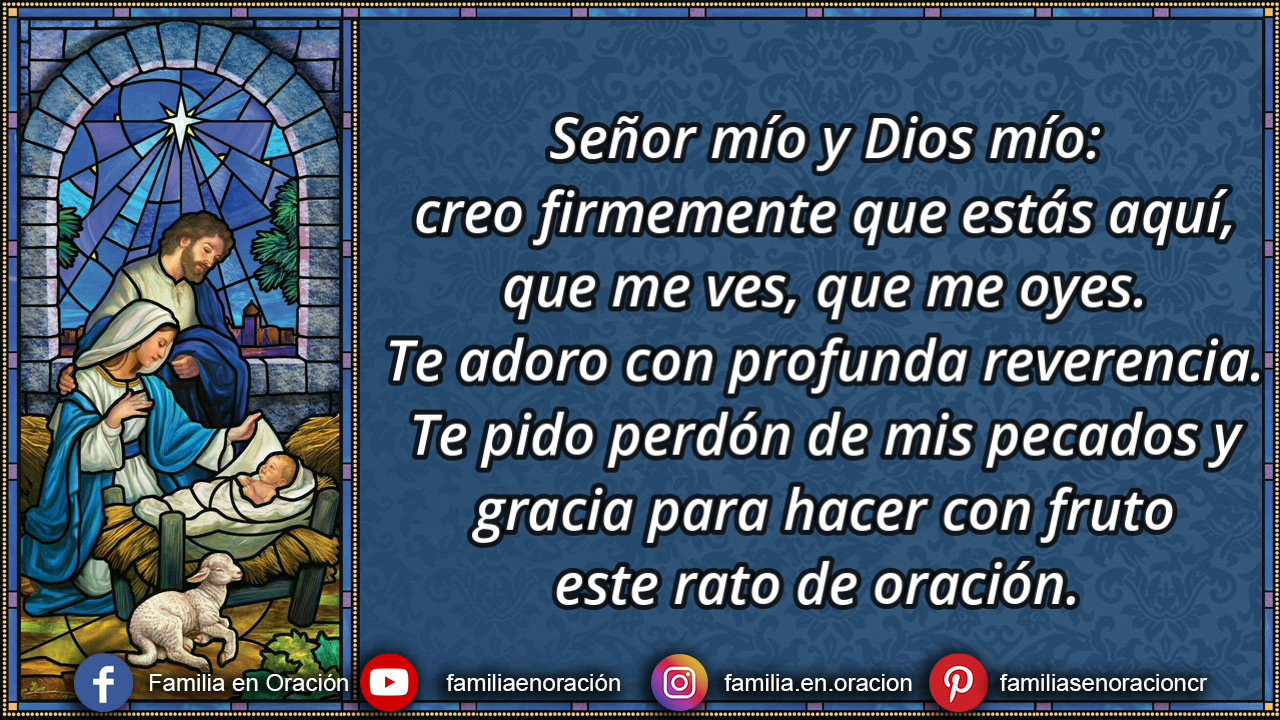 Señor mío y Dios mío:
creo firmemente que estás aquí,
que me ves, que me oyes.
Te adoro con profunda reverencia.
Te pido perdón de mis pecados y
gracia para hacer con fruto
este rato de oración.
Familia en Oración familiaenoración familia.en.oracion familiasenoracioncr